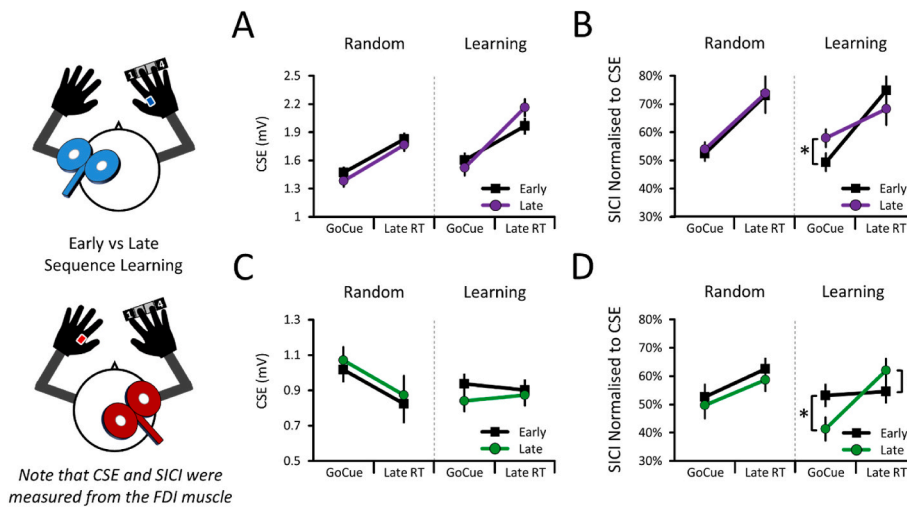 1 4
Early vs Late
Sequence Learning
1 4
Note that CSE and SICI were
measured from the FDI muscle
A
Random Learning
CSE (mV)
2.5
2.2
1.9
1.6
1.3
1
Early
Late
GoCue Late RT GoCue Late RT
B
Random Learning
SICI Normalised to CSE
80%
70%
60%
50%
40%
30%
*
Early
Late
GoCue Late RT GoCue Late RT
C
Random Learning
CSE (mV)
1.3
1.1
0.9
0.7
0.5
Early
Late
GoCue Late RT GoCue Late RT
D
Random Learning
SICI Normalised to CSE
80%
70%
60%
50%
40%
30%
*
Early
Late
GoCue Late RT GoCue Late RT